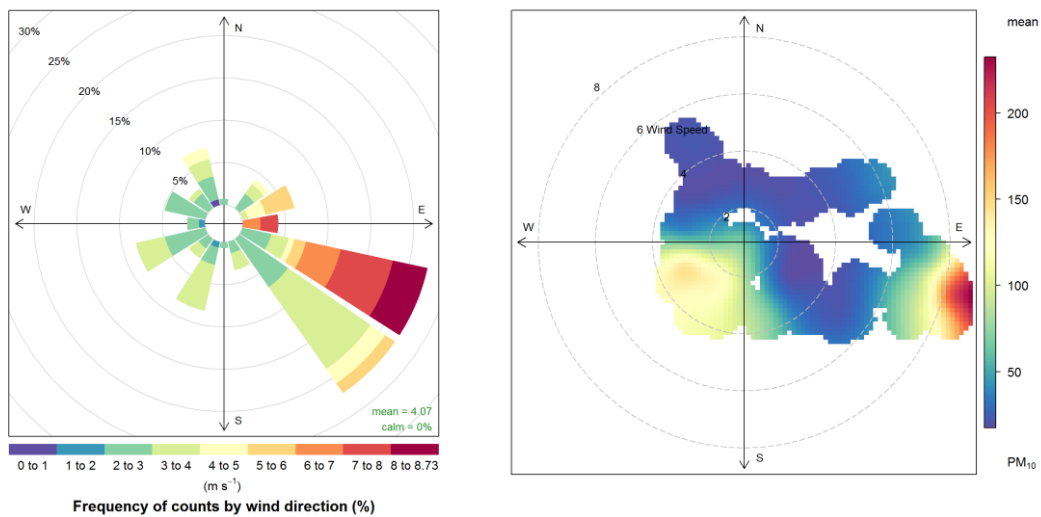 30%
25%
20%
15%
10%
5%
N
W
E
S
mean = 4.07
calm = 0%
0 to 1 1 to 2 2 to 3 3 to 4 4 to 5 5 to 6 6 to 7 7 to 8 8 to 8.73
(m s⁻¹)
Frequency of counts by wind direction (%)
N
8
6 Wind Speed
4
2
W
E
S
mean
200
150
100
50
PM₁₀